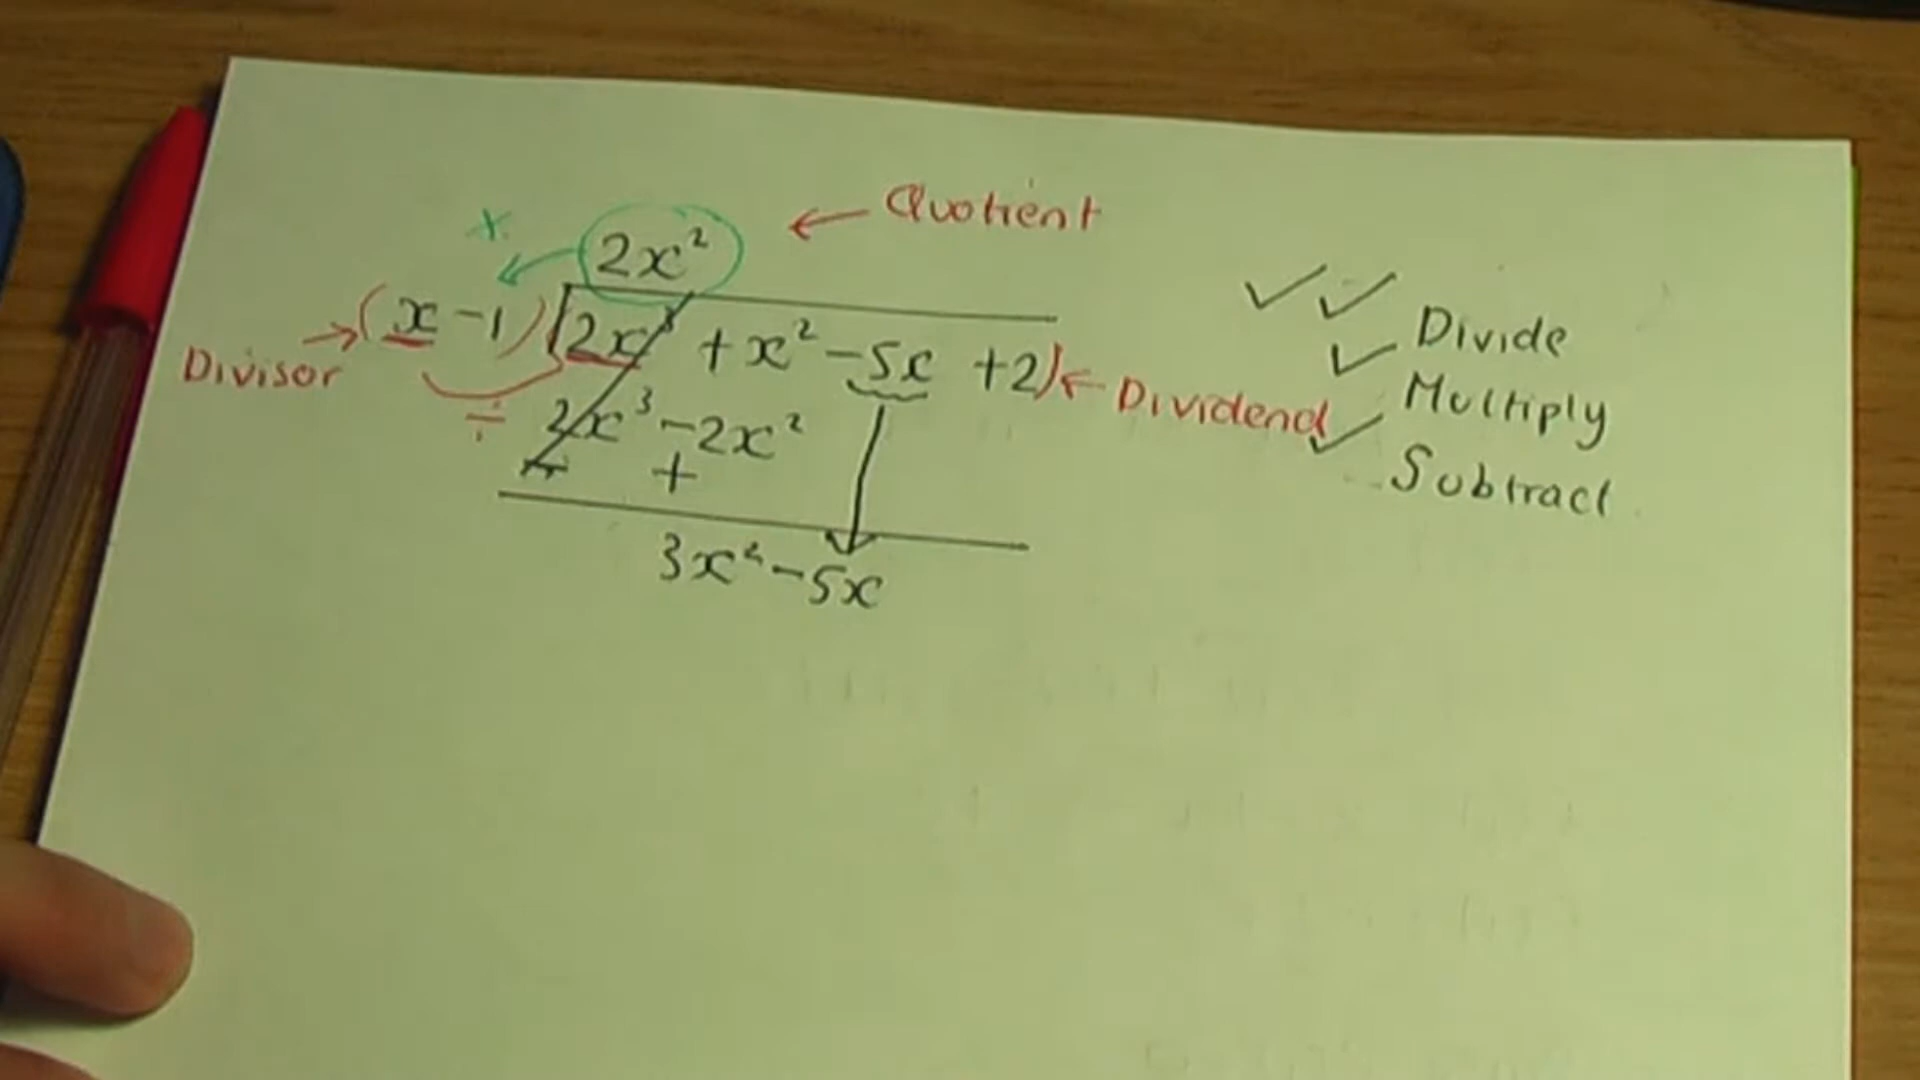 ← Quotient
× 2x²
Divisor → (x - 1) 2x³ + x² - 5x + 2) ← Dividend
÷ 2x³ - 2x²
- +
3x² - 5x
✓✓ Divide
✓ Multiply
✓ Subtract